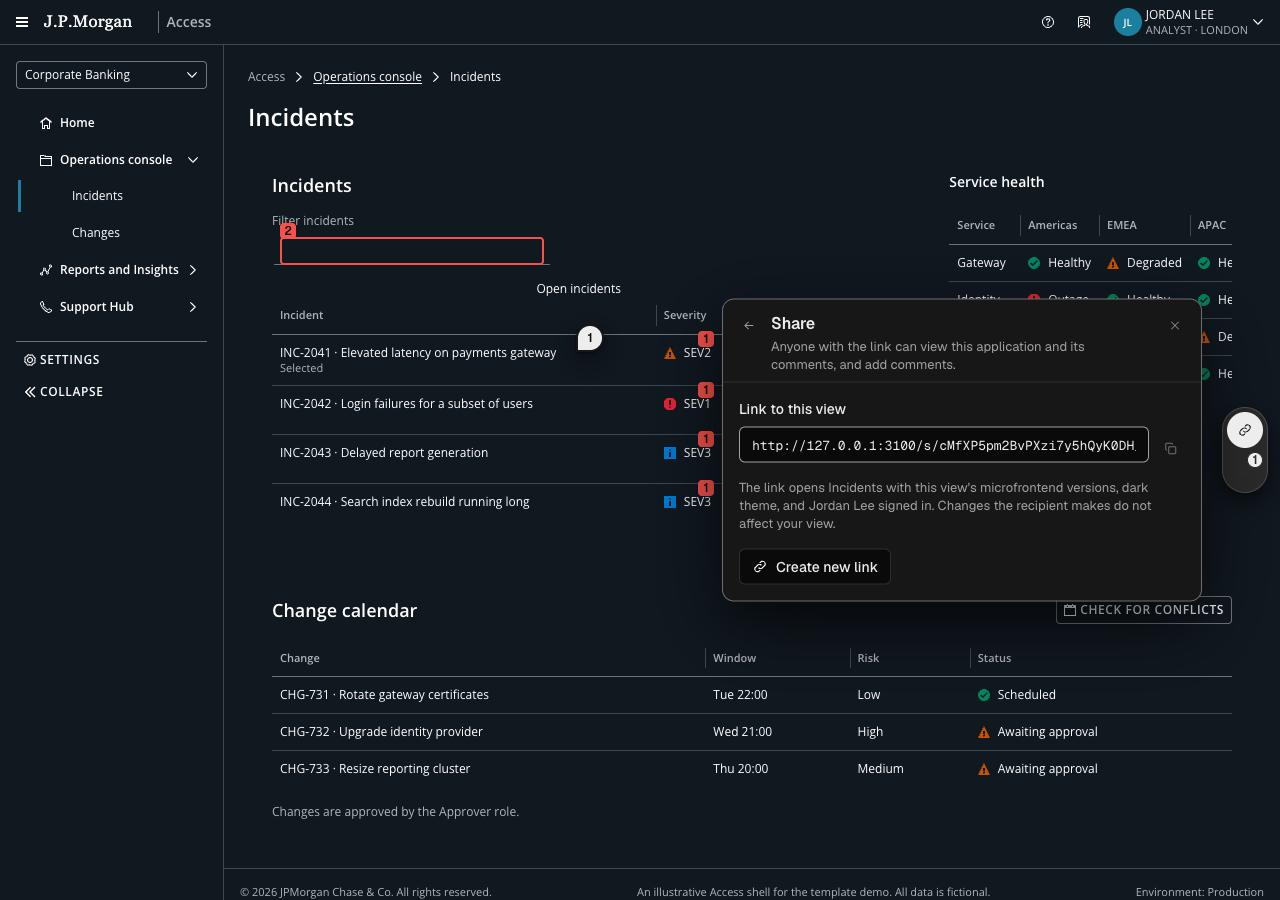 J.P.Morgan
Access
JL
JORDAN LEE
ANALYST · LONDON
Corporate Banking
Home
Operations console
Incidents
Changes
Reports and Insights
Support Hub
SETTINGS
COLLAPSE
Access
Operations console
Incidents
Incidents
Incidents
Filter incidents
2
Open incidents
Incident
Severity
INC-2041 · Elevated latency on payments gateway
Selected
1
1
SEV2
INC-2042 · Login failures for a subset of users
1
SEV1
INC-2043 · Delayed report generation
1
SEV3
INC-2044 · Search index rebuild running long
1
SEV3
Service health
Service
Americas
EMEA
APAC
Gateway
Healthy
Degraded
He
Identity
Outage
Healthy
He
De
He
Share
Anyone with the link can view this application and its
comments, and add comments.
Link to this view
http://127.0.0.1:3100/s/cMfXP5pm2BvPXzi7y5hQyK0DH
The link opens Incidents with this view's microfrontend versions, dark
theme, and Jordan Lee signed in. Changes the recipient makes do not
affect your view.
Create new link
1
Change calendar
CHECK FOR CONFLICTS
Change
Window
Risk
Status
CHG-731 · Rotate gateway certificates
Tue 22:00
Low
Scheduled
CHG-732 · Upgrade identity provider
Wed 21:00
High
Awaiting approval
CHG-733 · Resize reporting cluster
Thu 20:00
Medium
Awaiting approval
Changes are approved by the Approver role.
© 2026 JPMorgan Chase & Co. All rights reserved.
An illustrative Access shell for the template demo. All data is fictional.
Environment: Production